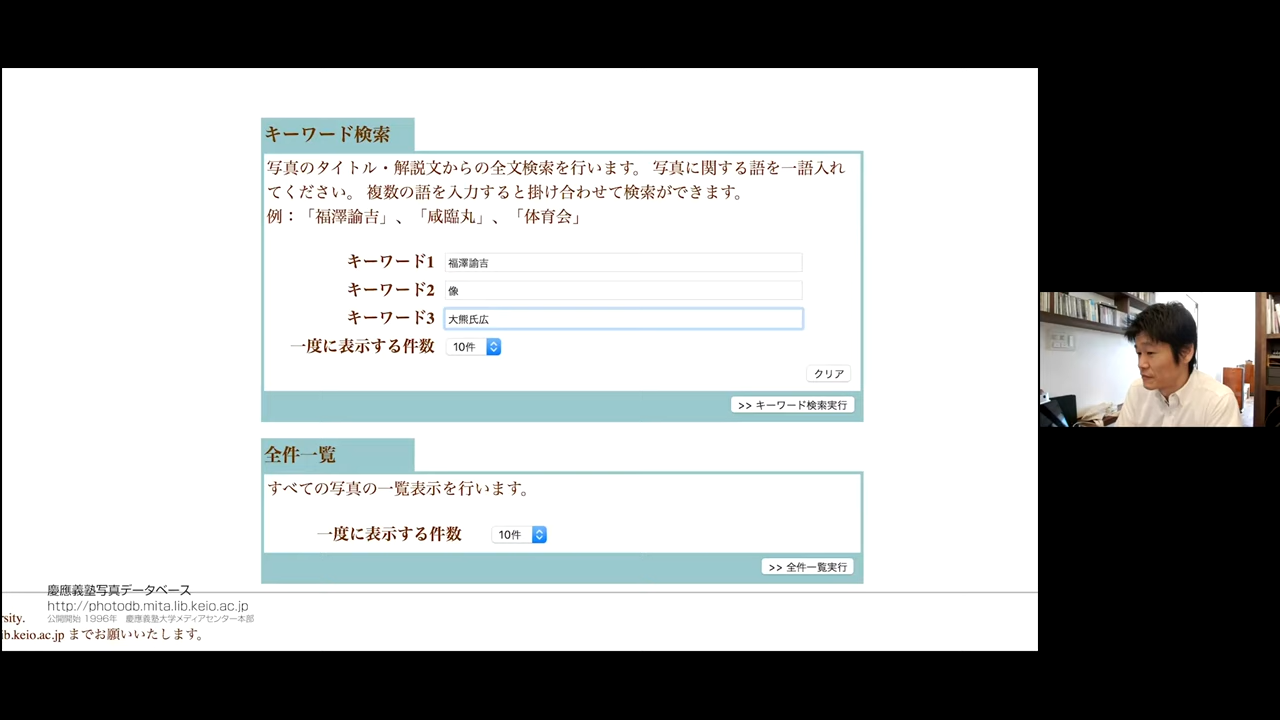 キーワード検索
写真のタイトル・解説文からの全文検索を行います。 写真に関する語を一語入れ
てください。 複数の語を入力すると掛け合わせて検索ができます。
例：「福澤諭吉」、「咸臨丸」、「体育会」
キーワード1 福澤諭吉
キーワード2 像
キーワード3 大熊氏広
一度に表示する件数 10件
クリア
>> キーワード検索実行
全件一覧
すべての写真の一覧表示を行います。
一度に表示する件数 10件
>> 全件一覧実行
慶應義塾写真データベース
http://photodb.mita.lib.keio.ac.jp
rsity. 公開開始 1996年 慶應義塾大学メディアセンター本部
ib.keio.ac.jp までお願いいたします。